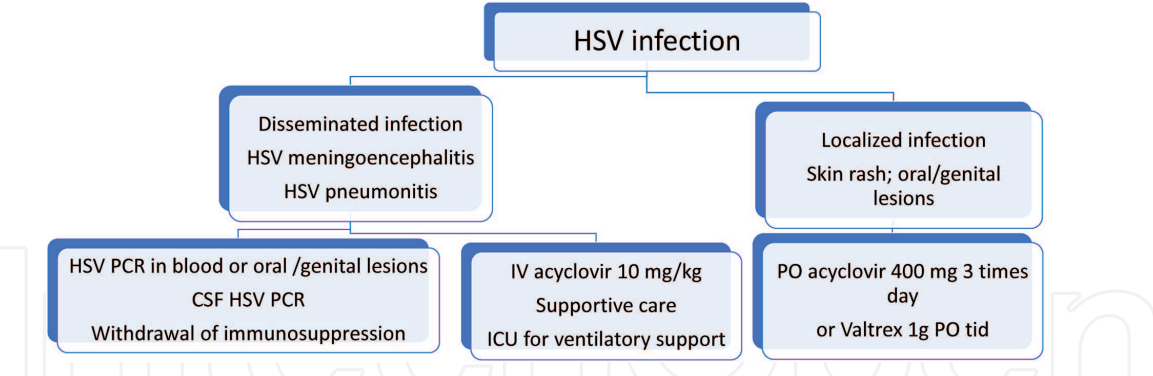 HSV infection
Disseminated infection
HSV meningoencephalitis
HSV pneumonitis
Localized infection
Skin rash; oral/genital
lesions
HSV PCR in blood or oral /genital lesions
CSF HSV PCR
Withdrawal of immunosuppression
IV acyclovir 10 mg/kg
Supportive care
ICU for ventilatory support
PO acyclovir 400 mg 3 times
day
or Valtrex 1g PO tid